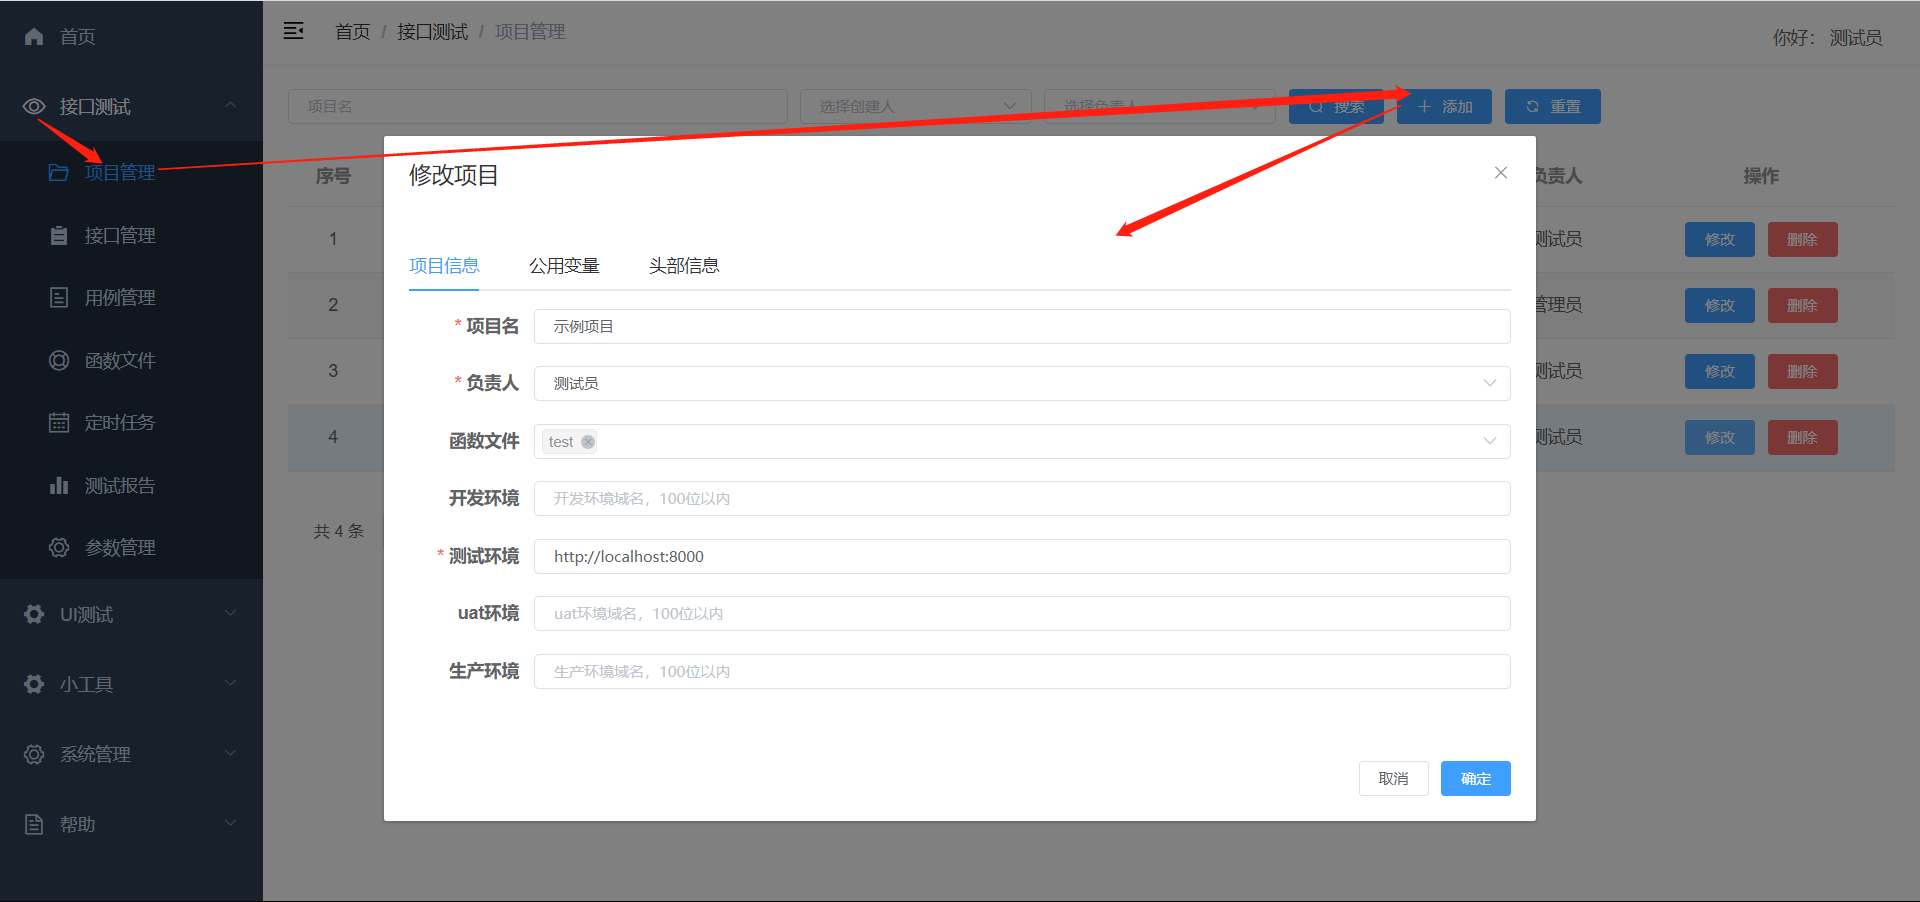 首页
接口测试
项目管理
接口管理
用例管理
函数文件
定时任务
测试报告
参数管理
UI测试
小工具
系统管理
帮助
首页 / 接口测试 / 项目管理
你好： 测试员
项目名 选择创建人 选择负责人 搜索 添加 重置
序号 负责人 操作
1 测试员 修改 删除
2 管理员 修改 删除
3 测试员 修改 删除
4 测试员 修改 删除
共 4 条
修改项目
项目信息 公用变量 头部信息
* 项目名 示例项目
* 负责人 测试员
函数文件 test
开发环境 开发环境域名，100位以内
* 测试环境 http://localhost:8000
uat环境 uat环境域名，100位以内
生产环境 生产环境域名，100位以内
取消 确定